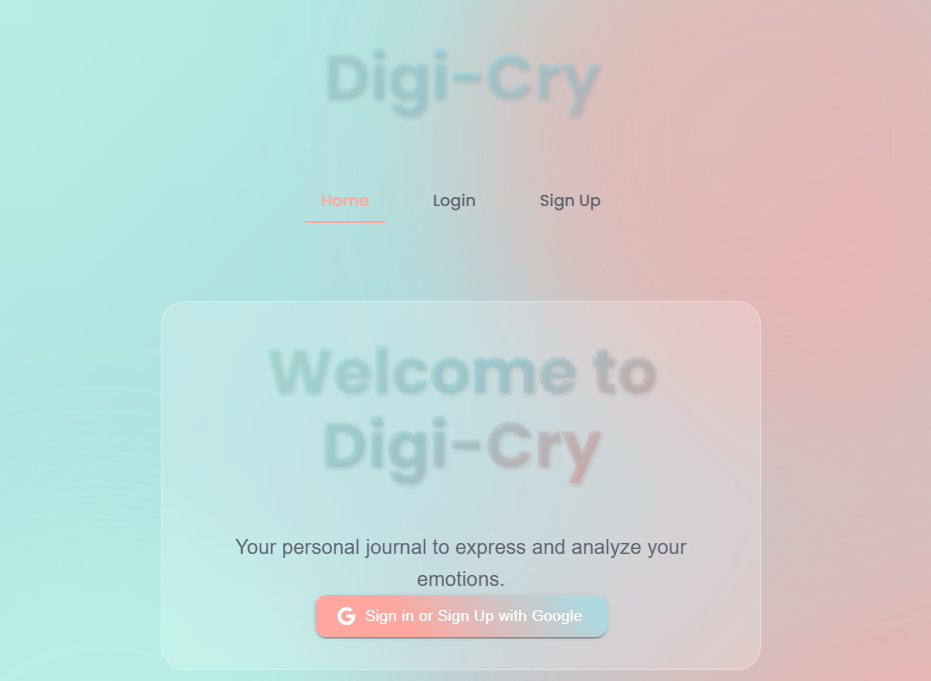 Digi-Cry
Home Login Sign Up
Welcome to
Digi-Cry
Your personal journal to express and analyze your
emotions.
Sign in or Sign Up with Google